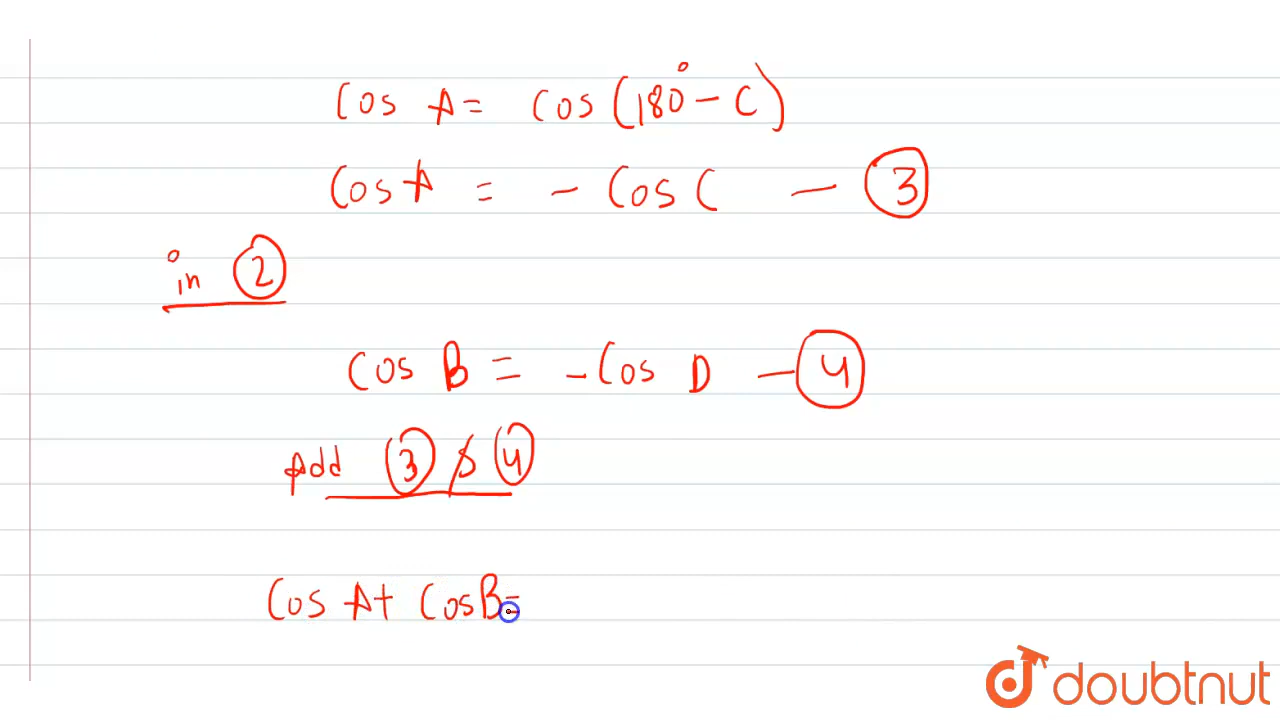 Cos A = Cos (180° - C)
Cos A = - Cos C - 3
in 2
Cos B = - Cos D - 4
Add 3 & 4
Cos A + Cos B =
doubtnut